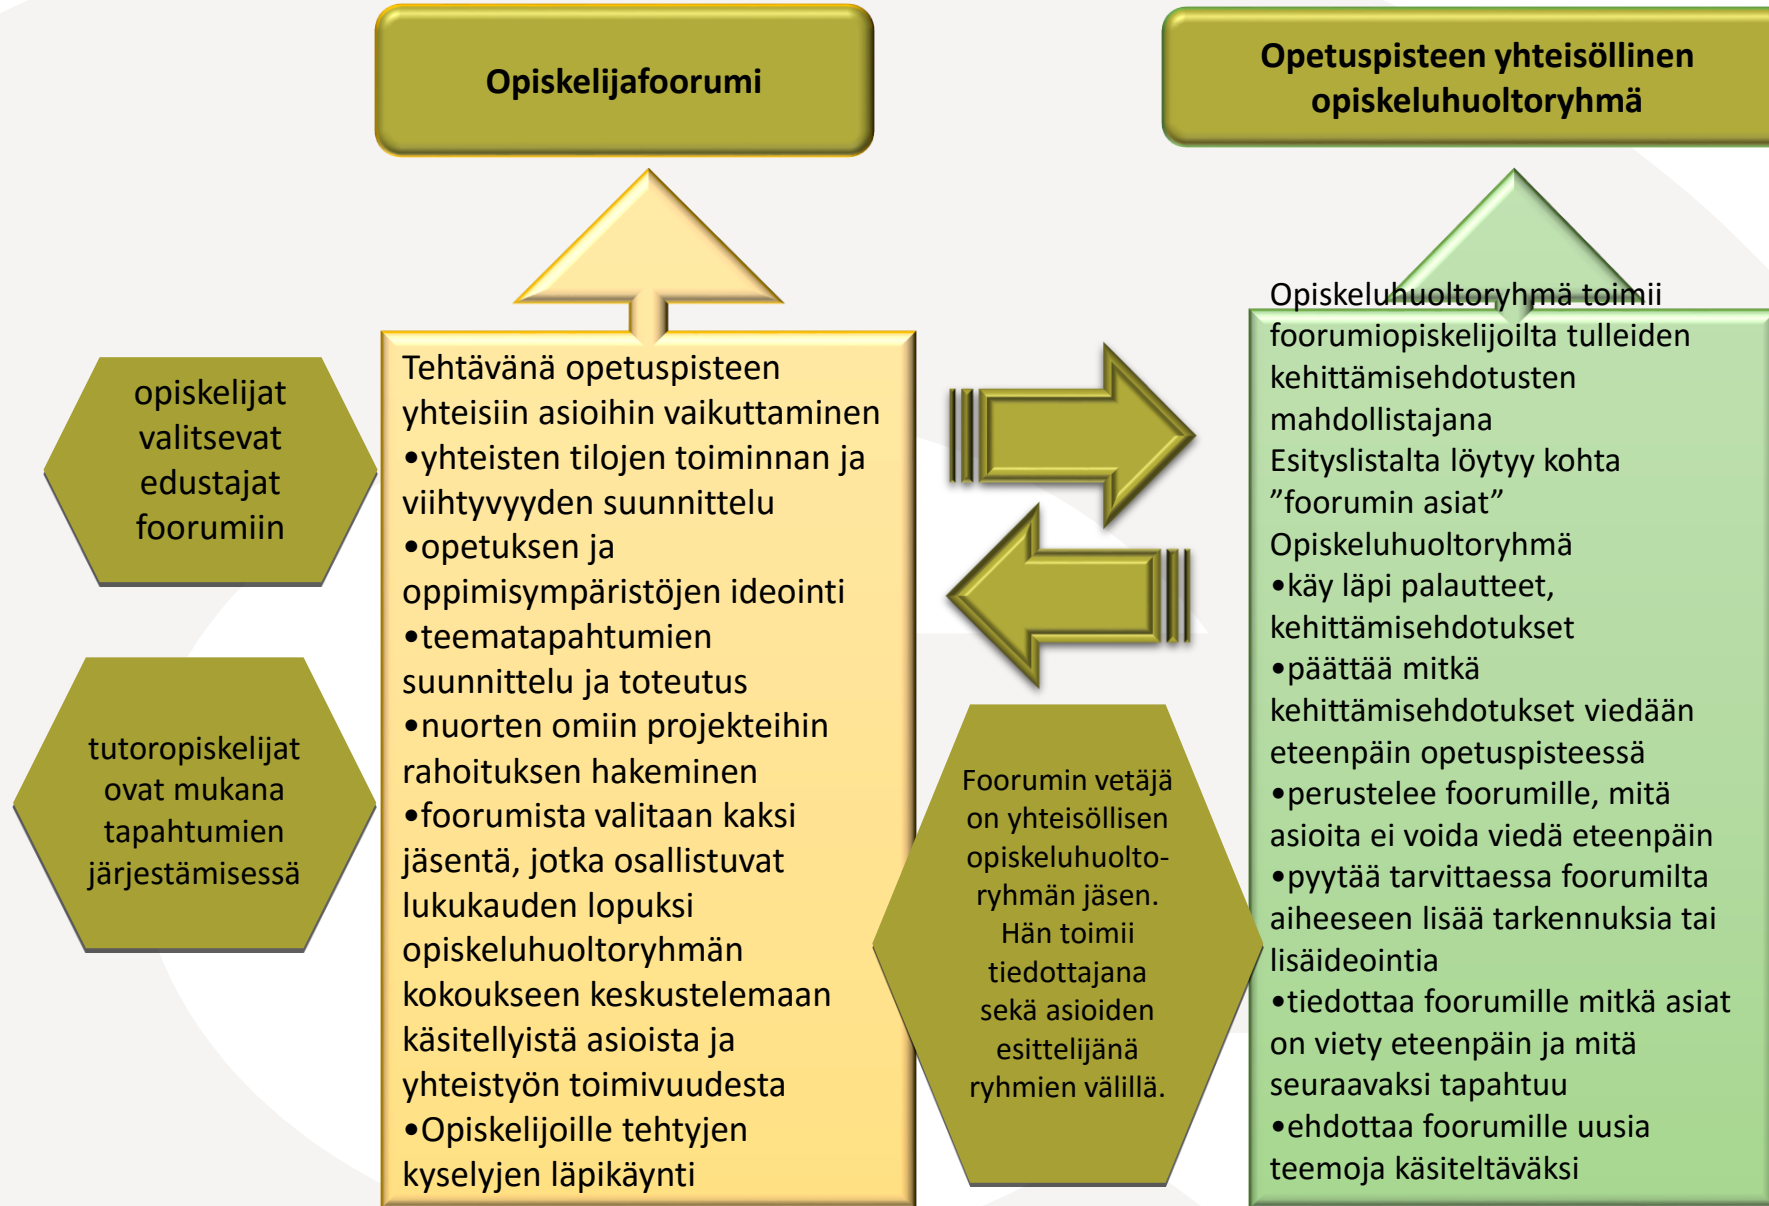 Opiskelijafoorumi
Opetuspisteen yhteisöllinen
opiskeluhuoltoryhmä
opiskelijat
valitsevat
edustajat
foorumiin
tutoropiskelijat
ovat mukana
tapahtumien
järjestämisessä
Tehtävänä opetuspisteen
yhteisiin asioihin vaikuttaminen
•yhteisten tilojen toiminnan ja
viihtyvyyden suunnittelu
•opetuksen ja
oppimisympäristöjen ideointi
•teematapahtumien
suunnittelu ja toteutus
•nuorten omiin projekteihin
rahoituksen hakeminen
•foorumista valitaan kaksi
jäsentä, jotka osallistuvat
lukukauden lopuksi
opiskeluhuoltoryhmän
kokoukseen keskustelemaan
käsitellyistä asioista ja
yhteistyön toimivuudesta
•Opiskelijoille tehtyjen
kyselyjen läpikäynti
Foorumin vetäjä
on yhteisöllisen
opiskeluhuolto-
ryhmän jäsen.
Hän toimii
tiedottajana
sekä asioiden
esittelijänä
ryhmien välillä.
Opiskeluhuoltoryhmä toimii
foorumiopiskelijoilta tulleiden
kehittämisehdotusten
mahdollistajana
Esityslistalta löytyy kohta
”foorumin asiat”
Opiskeluhuoltoryhmä
•käy läpi palautteet,
kehittämisehdotukset
•päättää mitkä
kehittämisehdotukset viedään
eteenpäin opetuspisteessä
•perustelee foorumille, mitä
asioita ei voida viedä eteenpäin
•pyytää tarvittaessa foorumilta
aiheeseen lisää tarkennuksia tai
lisäideointia
•tiedottaa foorumille mitkä asiat
on viety eteenpäin ja mitä
seuraavaksi tapahtuu
•ehdottaa foorumille uusia
teemoja käsiteltäväksi